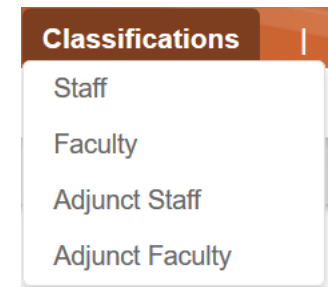 Classifications |
Staff
Faculty
Adjunct Staff
Adjunct Faculty